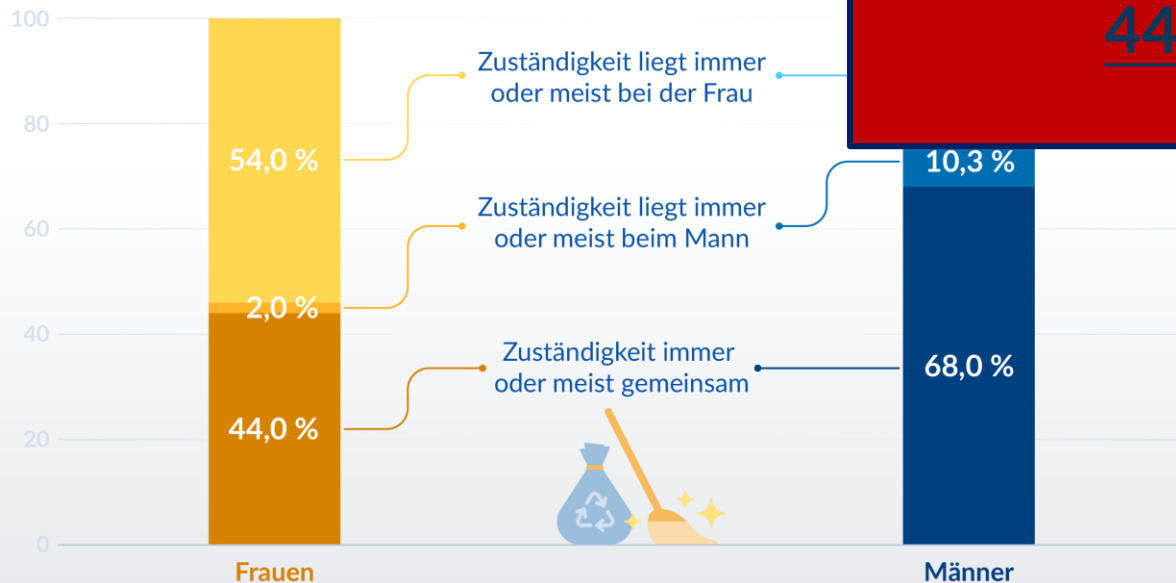 100
80
60
40
20
0
54,0 %
2,0 %
44,0 %
Frauen
Zuständigkeit liegt immer
oder meist bei der Frau
Zuständigkeit liegt immer
oder meist beim Mann
Zuständigkeit immer
oder meist gemeinsam
44
10,3 %
68,0 %
Männer